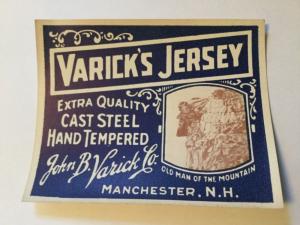 VARICK'S JERSEY
EXTRA QUALITY
CAST STEEL
HAND TEMPERED
John B. Varick Co.
OLD MAN OF THE MOUNTAIN
MANCHESTER, N.H.